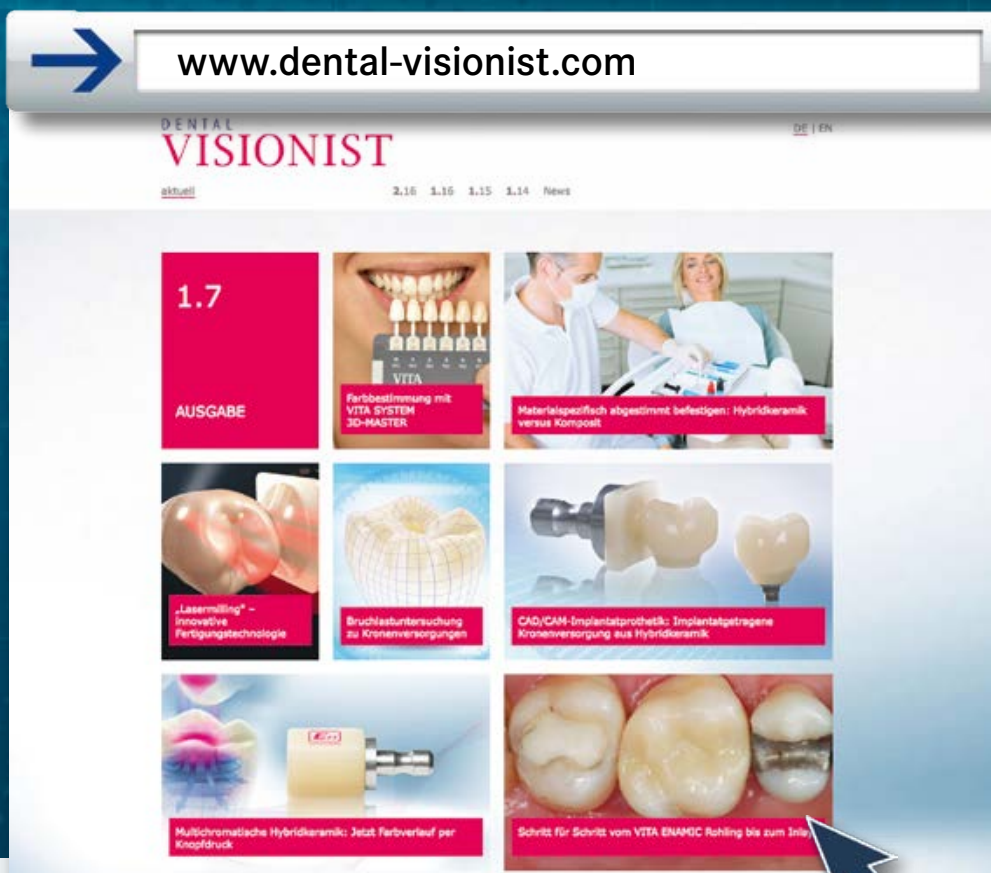 www.dental-visionist.com
DENTAL
VISIONIST
DE | EN
aktuell
2.16 1.16 1.15 1.14 News
1.7
AUSGABE
VITA
Farbbestimmung mit
VITA SYSTEM
3D-MASTER
Materialspezifisch abgestimmt befestigen: Hybridkeramik
versus Komposit
„Lasermilling“ –
innovative
Fertigungstechnologie
Bruchlastuntersuchung
zu Kronenversorgungen
CAD/CAM-Implantatprothetik: Implantatgetragene
Kronenversorgung aus Hybridkeramik
Multichromatische Hybridkeramik: Jetzt Farbverlauf per
Knopfdruck
Schritt für Schritt vom VITA ENAMIC Rohling bis zum Inlay